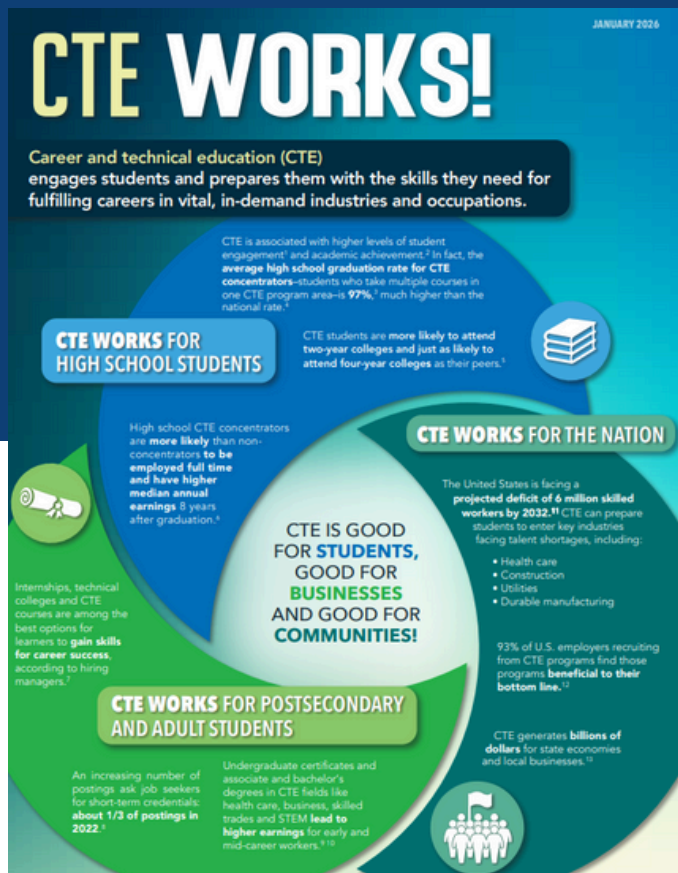 JANUARY 2026
CTE WORKS!
Career and technical education (CTE)
engages students and prepares them with the skills they need for
fulfilling careers in vital, in-demand industries and occupations.
CTE is associated with higher levels of student
engagement¹ and academic achievement.² In fact, the
average high school graduation rate for CTE
concentrators–students who take multiple courses in
one CTE program area–is 97%,³ much higher than the
national rate.⁴
CTE WORKS FOR
HIGH SCHOOL STUDENTS
CTE students are more likely to attend
two-year colleges and just as likely to
attend four-year colleges as their peers.⁵
High school CTE concentrators
are more likely than non-
concentrators to be
employed full time
and have higher
median annual
earnings 8 years
after graduation.⁶
CTE WORKS FOR THE NATION
The United States is facing a
projected deficit of 6 million skilled
workers by 2032.¹¹ CTE can prepare
students to enter key industries
facing talent shortages, including:
• Health care
• Construction
• Utilities
• Durable manufacturing
93% of U.S. employers recruiting
from CTE programs find those
programs beneficial to their
bottom line.¹²
CTE generates billions of
dollars for state economies
and local businesses.¹³
CTE IS GOOD
FOR STUDENTS,
GOOD FOR
BUSINESSES
AND GOOD FOR
COMMUNITIES!
Internships, technical
colleges and CTE
courses are among the
best options for
learners to gain skills
for career success,
according to hiring
managers.⁷
CTE WORKS FOR POSTSECONDARY
AND ADULT STUDENTS
An increasing number of
postings ask job seekers
for short-term credentials:
about 1/3 of postings in
2022.⁸
Undergraduate certificates and
associate and bachelor's
degrees in CTE fields like
health care, business, skilled
trades and STEM lead to
higher earnings for early and
mid-career workers.⁹ ¹⁰